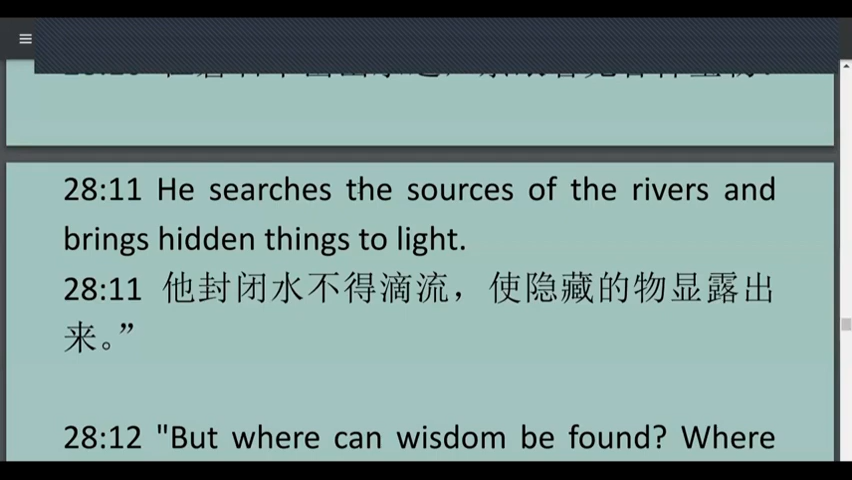 28:11 He searches the sources of the rivers and
brings hidden things to light.
28:11 他封闭水不得滴流，使隐藏的物显露出
来。”
28:12 "But where can wisdom be found? Where